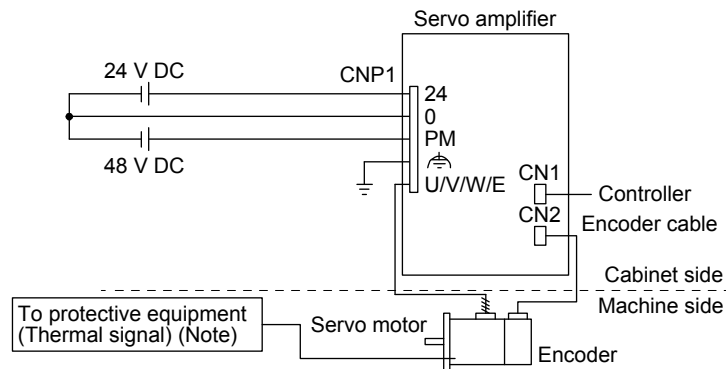 Servo amplifier
24 V DC
CNP1
24
0
PM
48 V DC
U/V/W/E
CN1
Controller
CN2
Encoder cable
Cabinet side
Machine side
To protective equipment
(Thermal signal) (Note)
Servo motor
Encoder